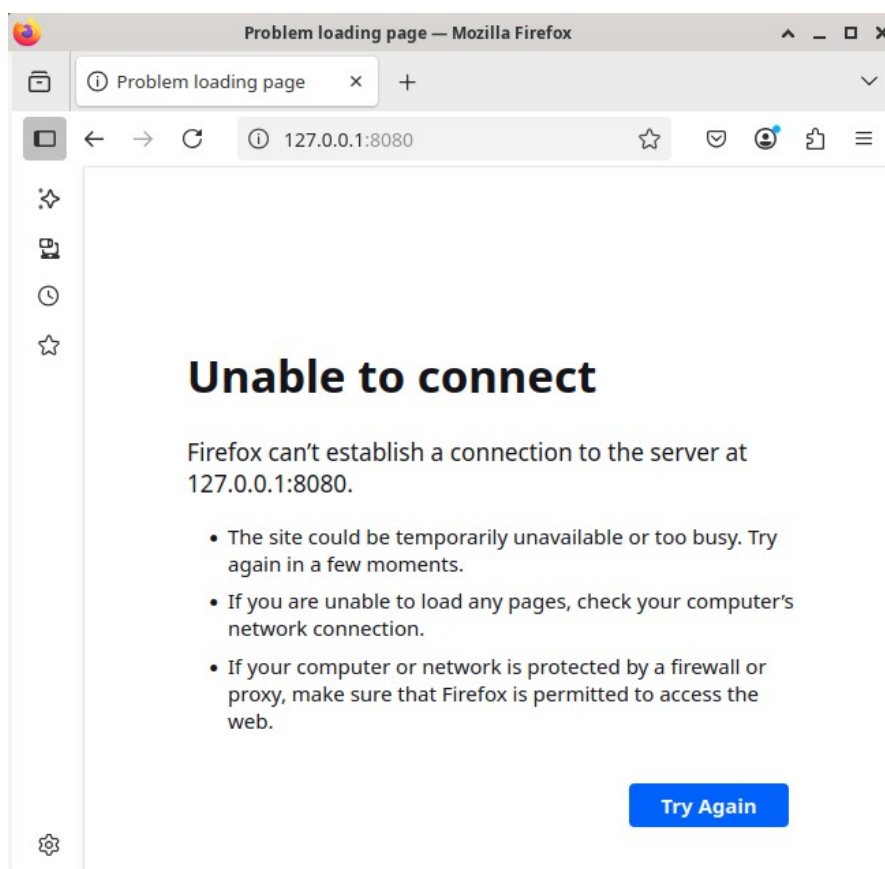 Problem loading page — Mozilla Firefox
Problem loading page
127.0.0.1:8080
Unable to connect
Firefox can’t establish a connection to the server at
127.0.0.1:8080.
• The site could be temporarily unavailable or too busy. Try
again in a few moments.
• If you are unable to load any pages, check your computer’s
network connection.
• If your computer or network is protected by a firewall or
proxy, make sure that Firefox is permitted to access the
web.
Try Again